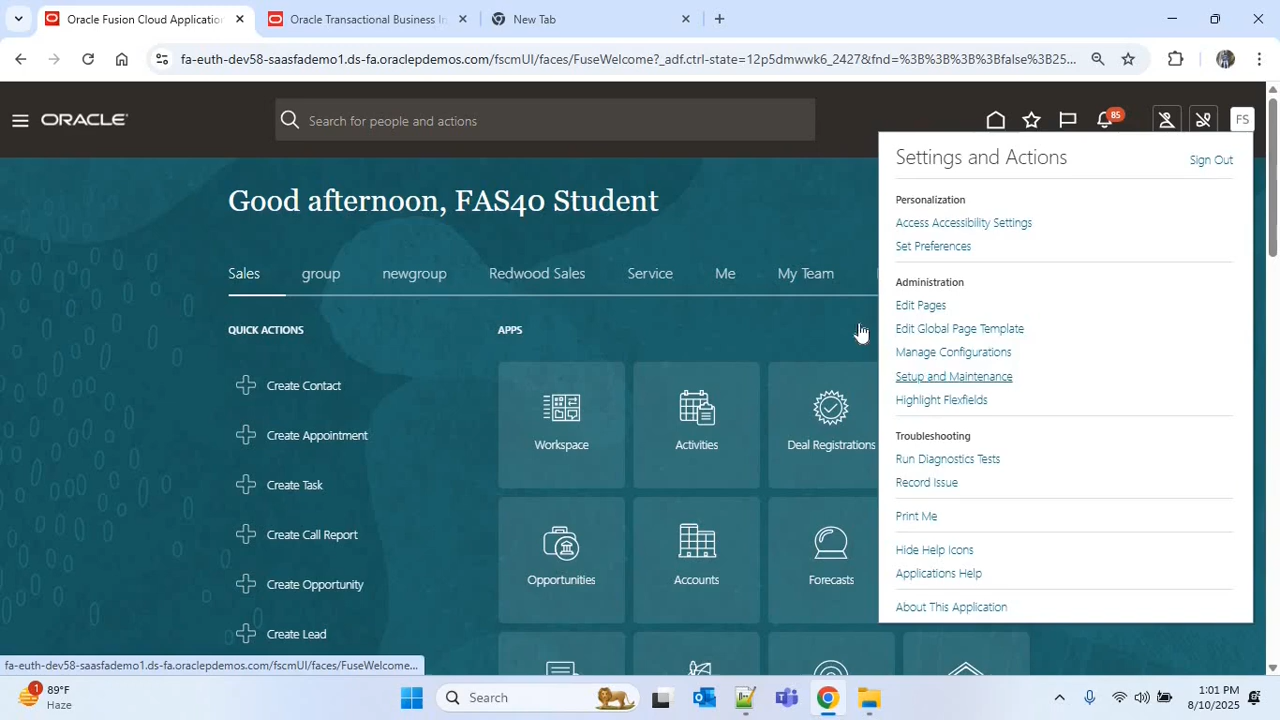 Oracle Fusion Cloud Application
Oracle Transactional Business In
New Tab
fa-euth-dev58-saasfademo1.ds-fa.oraclepdemos.com/fscmUI/faces/FuseWelcome?_adf.ctrl-state=12p5dmwwk6_2427&fnd=%3B%3B%3B%3Bfalse%3B25...
ORACLE
Search for people and actions
85
FS
Settings and Actions
Sign Out
Personalization
Access Accessibility Settings
Set Preferences
Administration
Edit Pages
Edit Global Page Template
Manage Configurations
Setup and Maintenance
Highlight Flexfields
Troubleshooting
Run Diagnostics Tests
Record Issue
Print Me
Hide Help Icons
Applications Help
About This Application
Good afternoon, FAS40 Student
Sales group newgroup Redwood Sales Service Me My Team
QUICK ACTIONS
Create Contact
Create Appointment
Create Task
Create Call Report
Create Opportunity
Create Lead
APPS
Workspace
Activities
Deal Registrations
Opportunities
Accounts
Forecasts
fa-euth-dev58-saasfademo1.ds-fa.oraclepdemos.com/fscmUI/faces/FuseWelcome...
1
89°F
Haze
Search
1:01 PM
8/10/2025